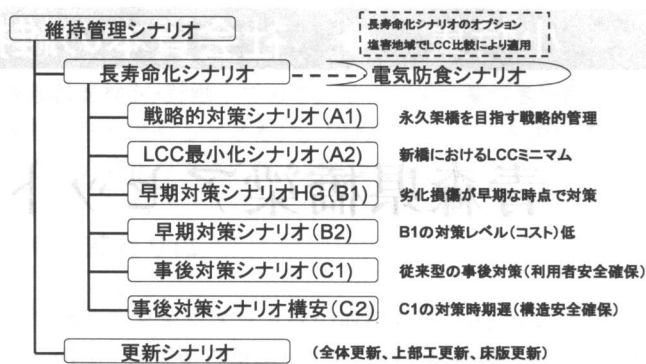 維持管理シナリオ
長寿命化シナリオのオプション
塩害地域でLCC比較により適用
長寿命化シナリオ
電気防食シナリオ
戦略的対策シナリオ(A1) 永久架橋を目指す戦略的管理
LCC最小化シナリオ(A2) 新橋におけるLCCミニマム
早期対策シナリオHG(B1) 劣化損傷が早期な時点で対策
早期対策シナリオ(B2) B1の対策レベル(コスト)低
事後対策シナリオ(C1) 従来型の事後対策(利用者安全確保)
事後対策シナリオ構安(C2) C1の対策時期遅(構造安全確保)
更新シナリオ (全体更新、上部工更新、床版更新)